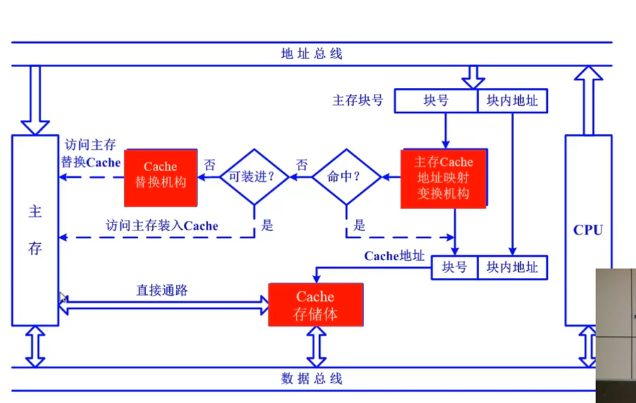 地址总线
主存块号
块号
块内地址
访问主存
替换Cache
Cache
替换机构
否
可装进?
否
命中?
主存Cache
地址映射
变换机构
主
存
访问主存装入Cache
是
是
CPU
Cache地址
块号
块内地址
直接通路
Cache
存储体
数据总线